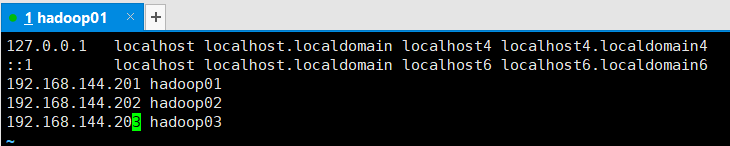 1 hadoop01 × +
127.0.0.1   localhost localhost.localdomain localhost4 localhost4.localdomain4
::1         localhost localhost.localdomain localhost6 localhost6.localdomain6
192.168.144.201 hadoop01
192.168.144.202 hadoop02
192.168.144.203 hadoop03
~